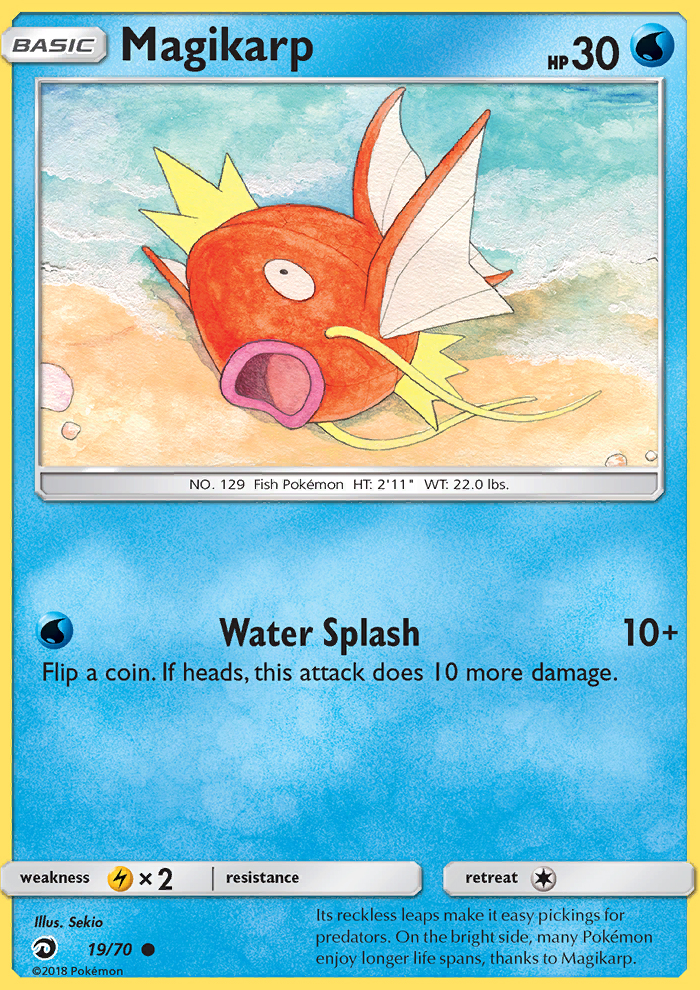 BASIC Magikarp HP 30
NO. 129 Fish Pokémon HT: 2'11" WT: 22.0 lbs.
Water Splash 10+
Flip a coin. If heads, this attack does 10 more damage.
weakness × 2 resistance retreat
Illus. Sekio
19/70
©2018 Pokémon
Its reckless leaps make it easy pickings for
predators. On the bright side, many Pokémon
enjoy longer life spans, thanks to Magikarp.